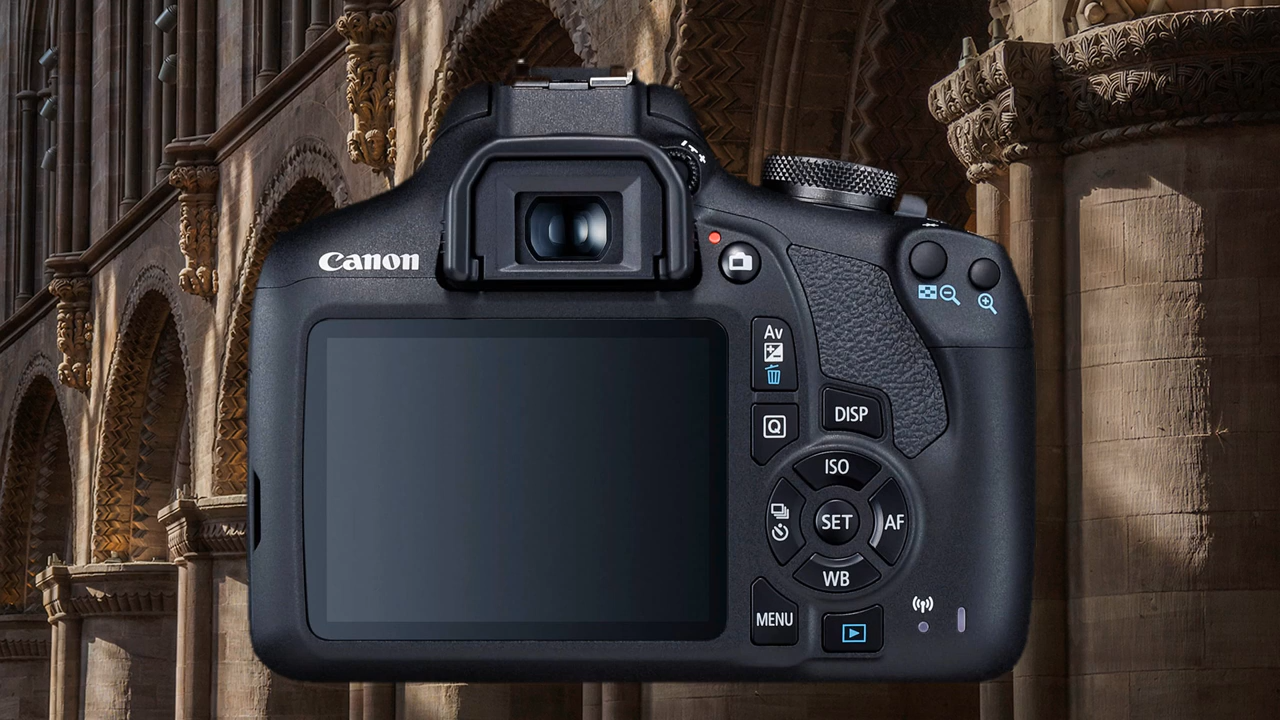 Canon
Av
Q
DISP
ISO
SET
AF
WB
MENU